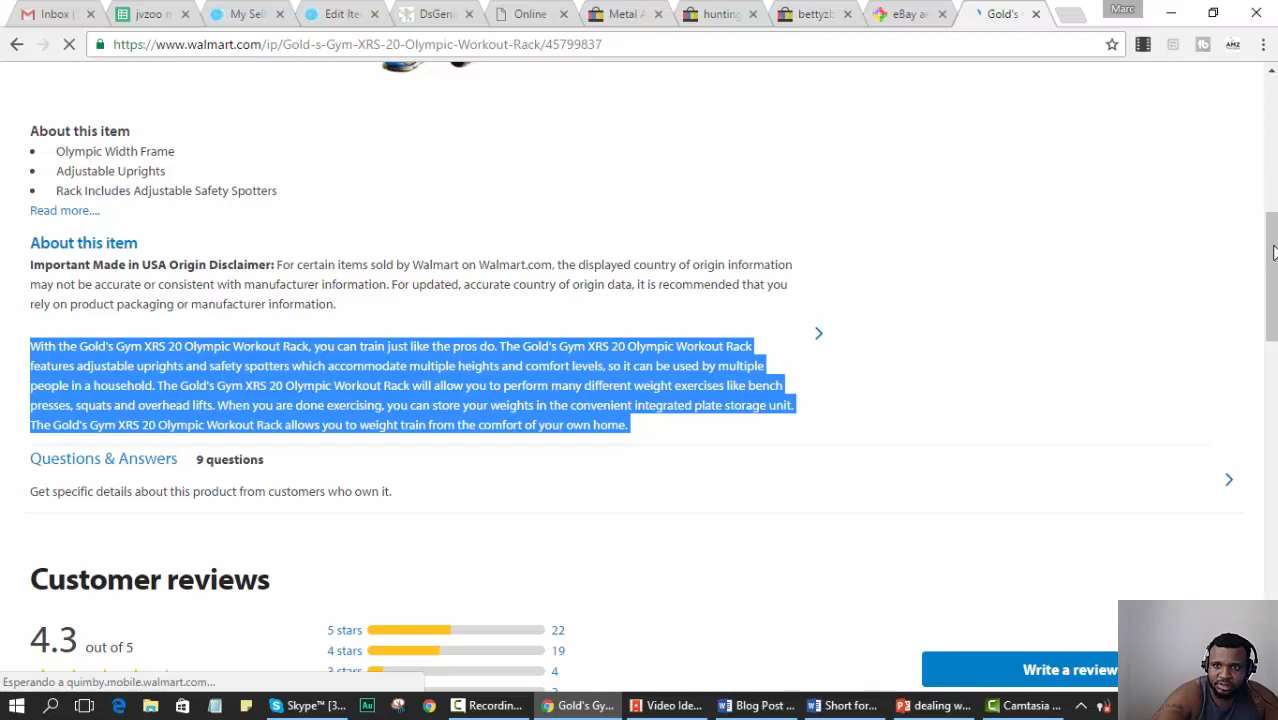 Inbox (
jvzoo n
My Sell
Edit Ite
DsGeni
Online
Metal A
hunting
bettyzb
eBay an
Gold's
Marc
https://www.walmart.com/ip/Gold-s-Gym-XRS-20-Olympic-Workout-Rack/45799837
AMZ
About this item
• Olympic Width Frame
• Adjustable Uprights
• Rack Includes Adjustable Safety Spotters
Read more....
About this item
Important Made in USA Origin Disclaimer: For certain items sold by Walmart on Walmart.com, the displayed country of origin information
may not be accurate or consistent with manufacturer information. For updated, accurate country of origin data, it is recommended that you
rely on product packaging or manufacturer information.
With the Gold's Gym XRS 20 Olympic Workout Rack, you can train just like the pros do. The Gold's Gym XRS 20 Olympic Workout Rack
features adjustable uprights and safety spotters which accommodate multiple heights and comfort levels, so it can be used by multiple
people in a household. The Gold's Gym XRS 20 Olympic Workout Rack will allow you to perform many different weight exercises like bench
presses, squats and overhead lifts. When you are done exercising, you can store your weights in the convenient integrated plate storage unit.
The Gold's Gym XRS 20 Olympic Workout Rack allows you to weight train from the comfort of your own home.
Questions & Answers 9 questions
Get specific details about this product from customers who own it.
Customer reviews
4.3 out of 5
5 stars 22
4 stars 19
3 stars 4
Write a review
Esperando a quimby.mobile.walmart.com...
Skype™ [3...
Recordin...
Gold's Gy...
Video Ide...
Blog Post ...
Short for...
dealing w...
Camtasia ...